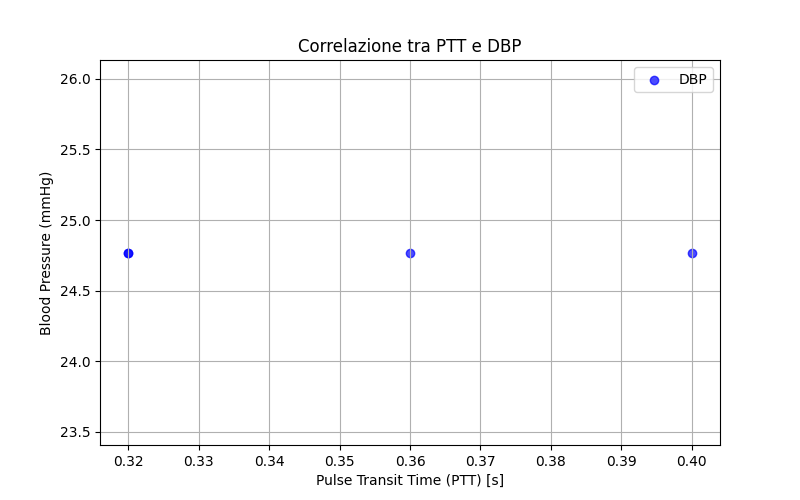 Correlazione tra PTT e DBP
DBP
Blood Pressure (mmHg)
26.0
25.5
25.0
24.5
24.0
23.5
0.32 0.33 0.34 0.35 0.36 0.37 0.38 0.39 0.40
Pulse Transit Time (PTT) [s]